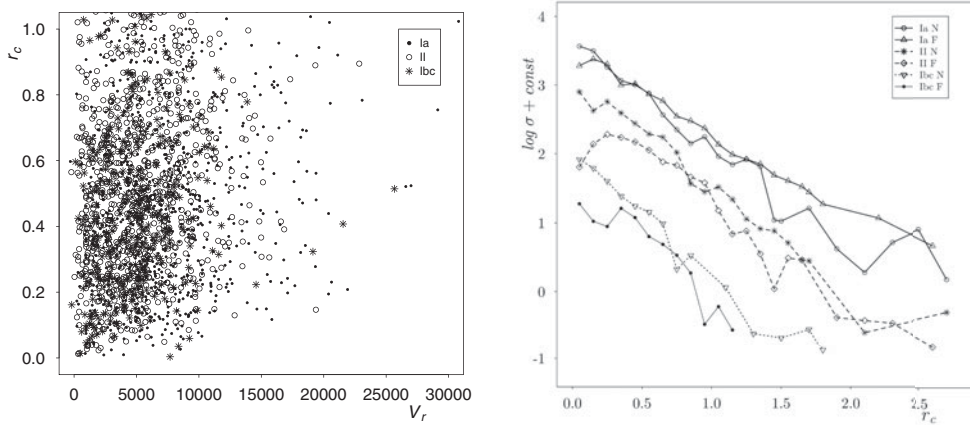 r_c
1.0
0.8
0.6
0.4
0.2
0.0
0
5000
10000
15000
20000
25000
30000
V_r
Ia
II
Ibc
log σ + const
4
3
2
1
0
-1
0.0
0.5
1.0
1.5
2.0
2.5
r_c
Ia N
Ia F
II N
II F
Ibc N
Ibc F